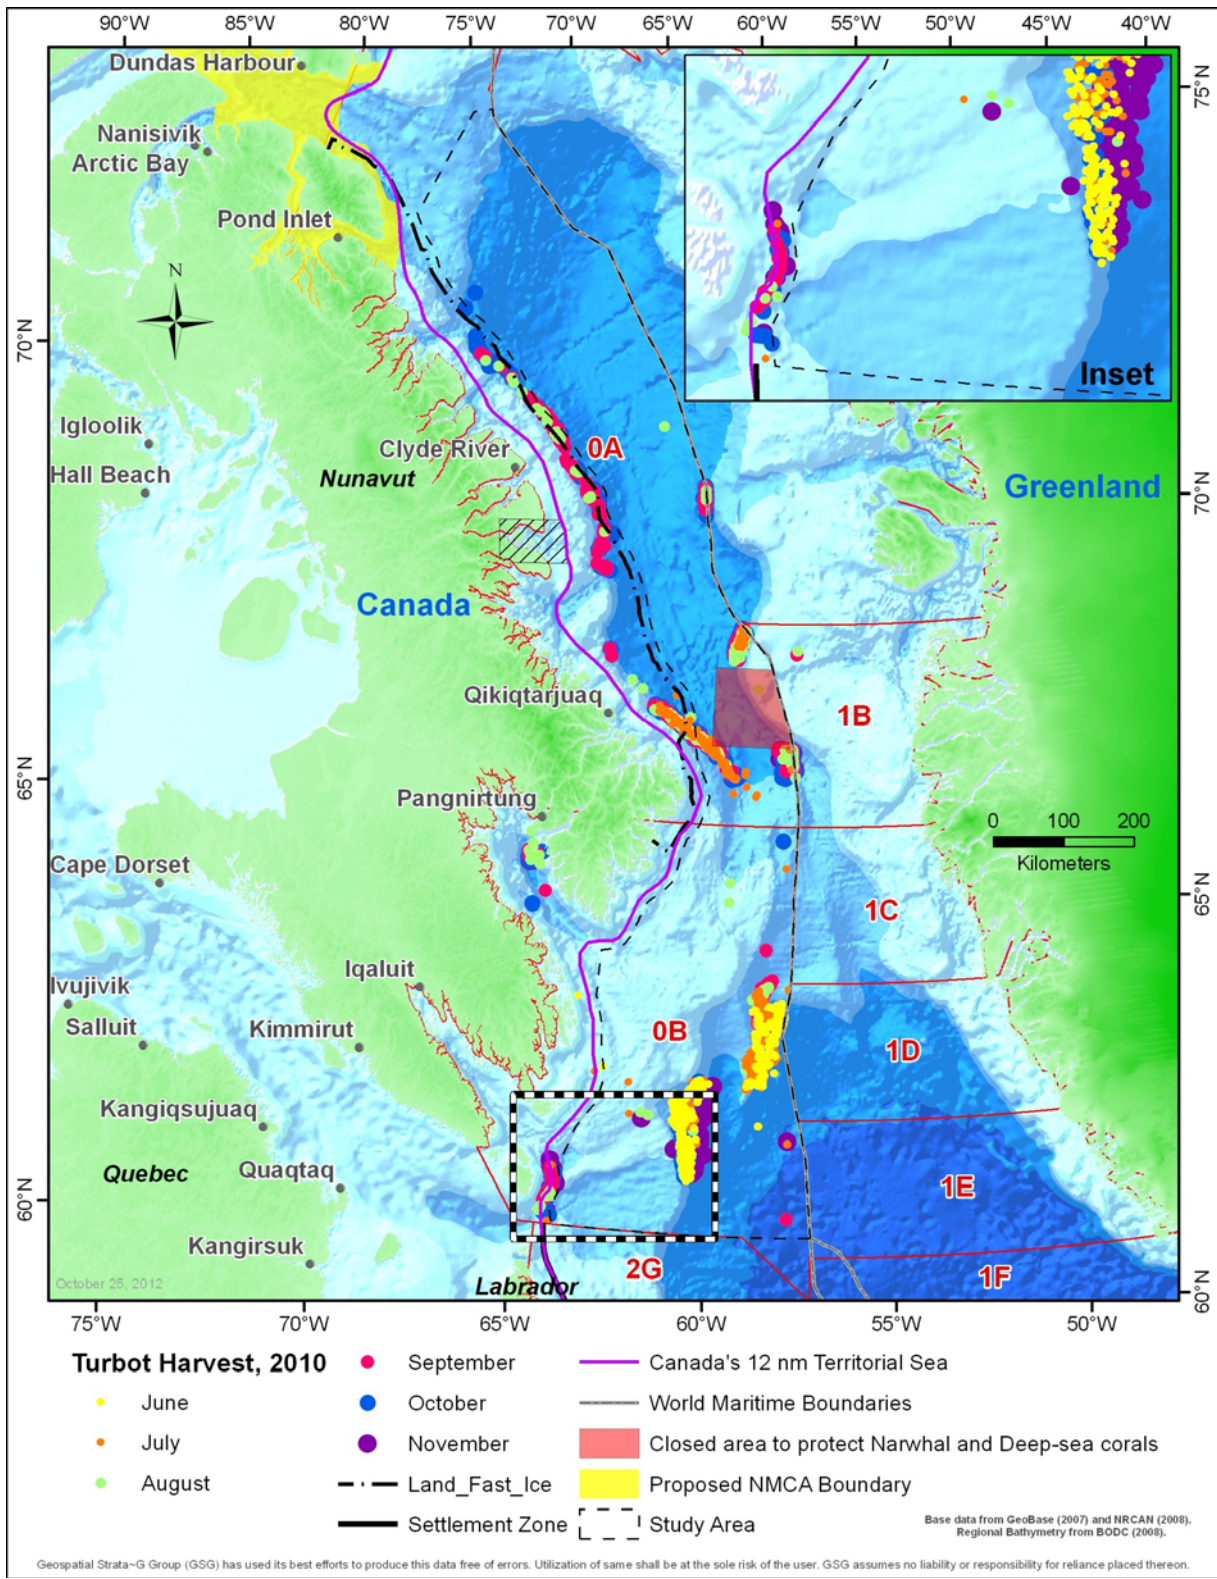 90°W 85°W 80°W 75°W 70°W 65°W 60°W 55°W 50°W 45°W 40°W
Dundas Harbour
75°N
Nanisivik
Arctic Bay
Pond Inlet
N
70°N
Inset
Igloolik
Clyde River
0A
Hall Beach
Nunavut
Greenland
70°N
Canada
Qikiqtarjuaq
1B
65°N
Pangnirtung
0 100 200
Kilometers
Cape Dorset
65°N
1C
Iqaluit
Ivujivik
Salluit
Kimmirut
0B
1D
Kangiqsujuaq
Quebec
Quaqtaq
1E
60°N
Kangirsuk
2G
1F
Labrador
October 25, 2012
60°N
75°W 70°W 65°W 60°W 55°W 50°W
Turbot Harvest, 2010
June
July
August
September
October
November
Land_Fast_Ice
Settlement Zone
Canada's 12 nm Territorial Sea
World Maritime Boundaries
Closed area to protect Narwhal and Deep-sea corals
Proposed NMCA Boundary
Study Area
Base data from GeoBase (2007) and NRCAN (2008).
Regional Bathymetry from BODC (2008).
Geospatial Strata~G Group (GSG) has used its best efforts to produce this data free of errors. Utilization of same shall be at the sole risk of the user. GSG assumes no liability or responsibility for reliance placed thereon.